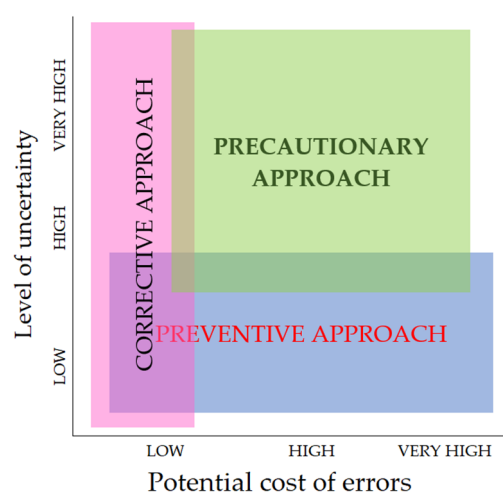 Level of uncertainty
VERY HIGH
HIGH
LOW
CORRECTIVE APPROACH
PRECAUTIONARY
APPROACH
PREVENTIVE APPROACH
LOW
HIGH
VERY HIGH
Potential cost of errors